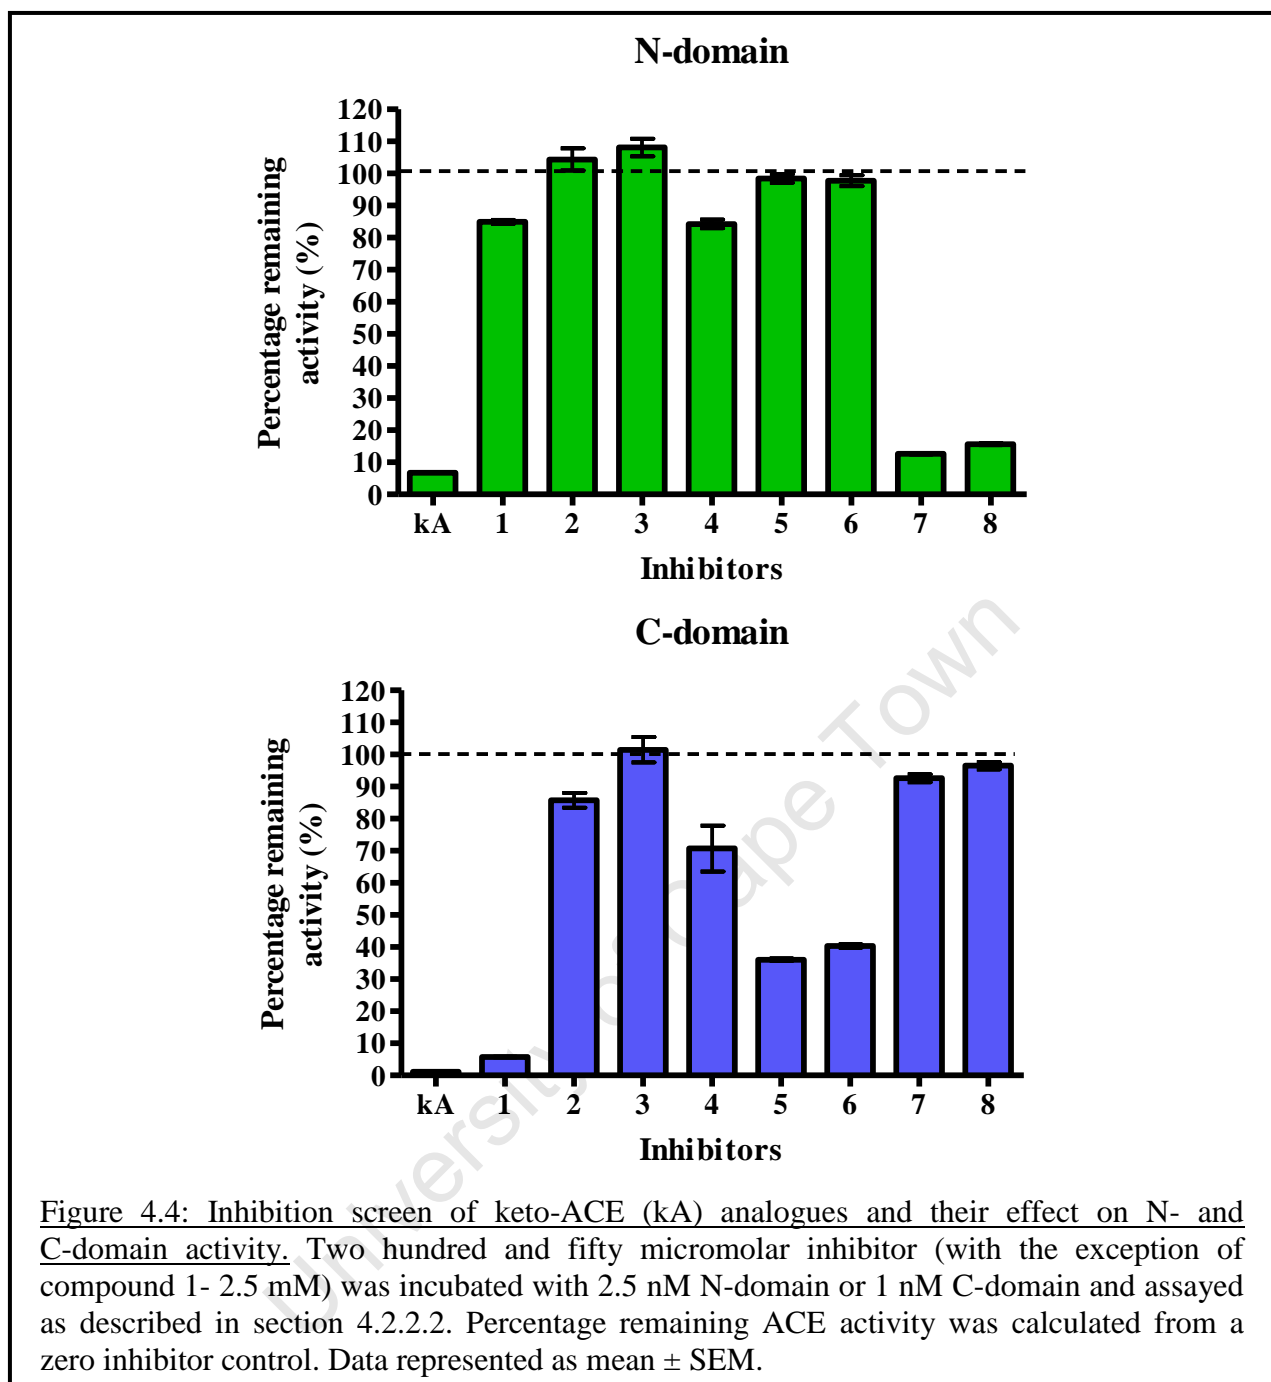 N-domain
120
110
100
90
80
70
60
50
40
30
20
10
0
Percentage remaining
activity (%)
kA 1 2 3 4 5 6 7 8
Inhibitors
C-domain
120
110
100
90
80
70
60
50
40
30
20
10
0
Percentage remaining
activity (%)
kA 1 2 3 4 5 6 7 8
Inhibitors
University of Cape Town
Figure 4.4: Inhibition screen of keto-ACE (kA) analogues and their effect on N- and
C-domain activity. Two hundred and fifty micromolar inhibitor (with the exception of
compound 1- 2.5 mM) was incubated with 2.5 nM N-domain or 1 nM C-domain and assayed
as described in section 4.2.2.2. Percentage remaining ACE activity was calculated from a
zero inhibitor control. Data represented as mean ± SEM.